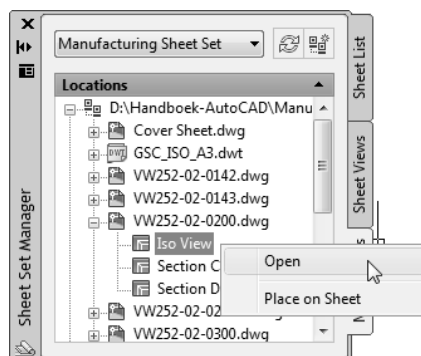 Manufacturing Sheet Set
Locations
D:\Handboek-AutoCAD\Manu
Cover Sheet.dwg
GSC_ISO_A3.dwt
VW252-02-0142.dwg
VW252-02-0143.dwg
VW252-02-0200.dwg
Iso View
Section C
Section D
VW252-02-02
VW252-02-0300.dwg
Open
Place on Sheet
Sheet List
Sheet Views
Sheet Set Manager